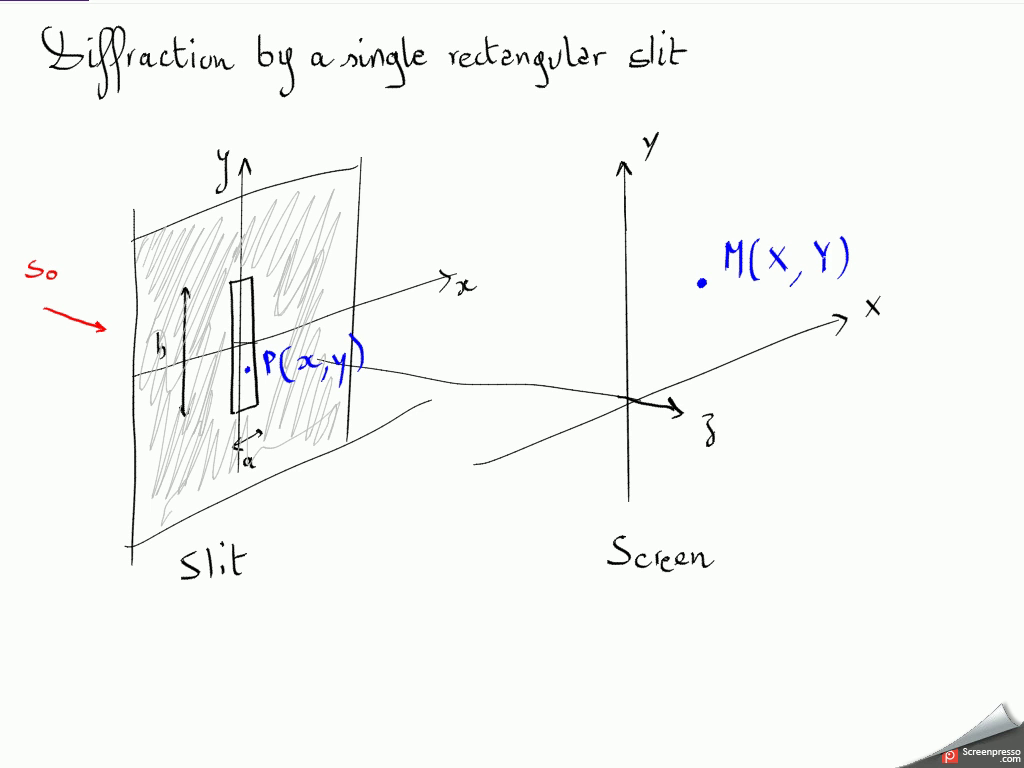 Diffraction by a single rectangular slit
y
Y
S0
M(X, Y)
x
X
b
P(x,y)
z
a
Slit
Screen
Screenpresso
.com